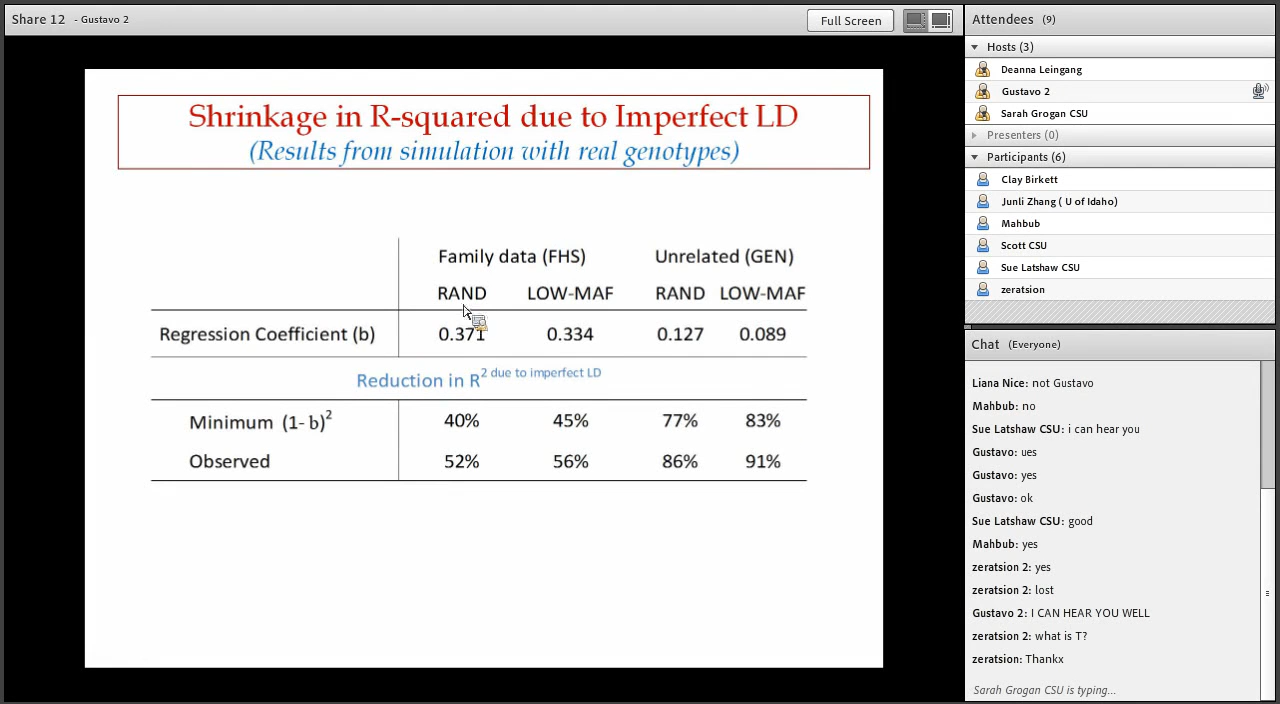 Share 12 - Gustavo 2
Full Screen
Shrinkage in R-squared due to Imperfect LD
(Results from simulation with real genotypes)
Family data (FHS) Unrelated (GEN)
RAND LOW-MAF RAND LOW-MAF
Regression Coefficient (b) 0.371 0.334 0.127 0.089
Reduction in R2 due to imperfect LD
Minimum (1- b)2 40% 45% 77% 83%
Observed 52% 56% 86% 91%
Attendees (9)
Hosts (3)
Deanna Leingang
Gustavo 2
Sarah Grogan CSU
Presenters (0)
Participants (6)
Clay Birkett
Junli Zhang ( U of Idaho)
Mahbub
Scott CSU
Sue Latshaw CSU
zeratsion
Chat (Everyone)
Liana Nice: not Gustavo
Mahbub: no
Sue Latshaw CSU: i can hear you
Gustavo: ues
Gustavo: yes
Gustavo: ok
Sue Latshaw CSU: good
Mahbub: yes
zeratsion 2: yes
zeratsion 2: lost
Gustavo 2: I CAN HEAR YOU WELL
zeratsion 2: what is T?
zeratsion: Thankx
Sarah Grogan CSU is typing...